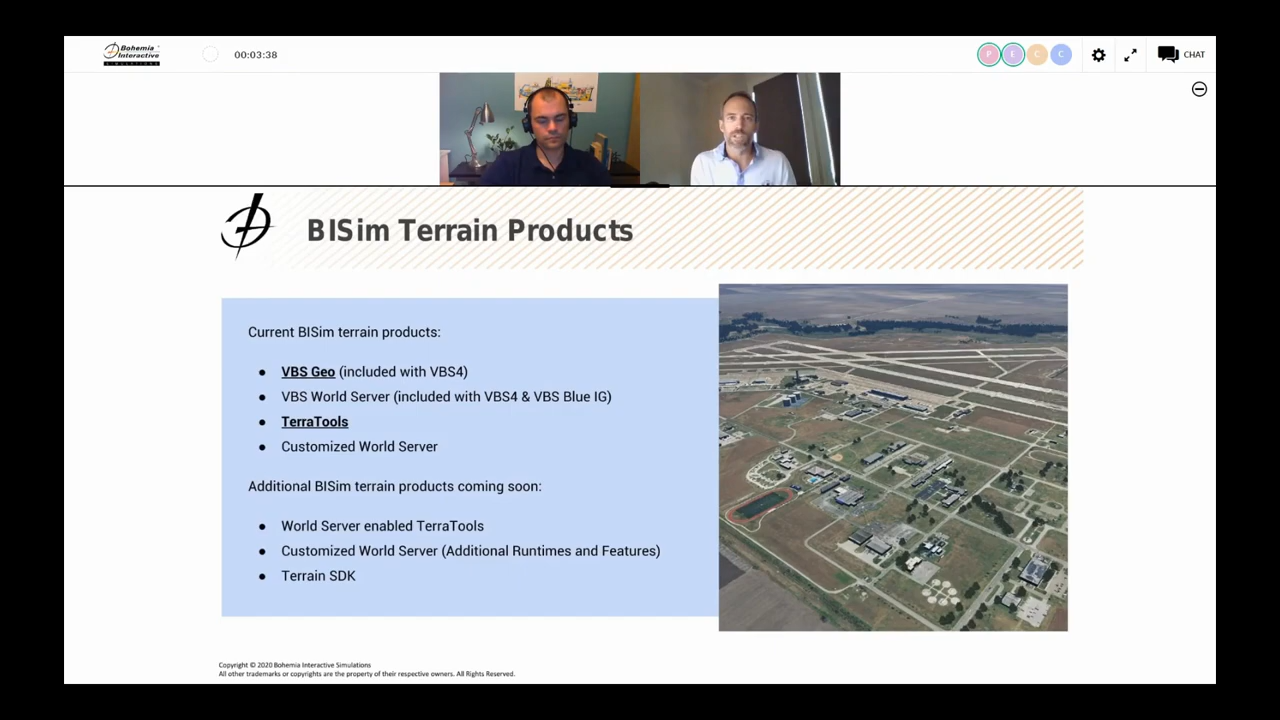 Bohemia
Interactive
SIMULATIONS
00:03:38
P E C C
CHAT
BISim Terrain Products
Current BISim terrain products:
● VBS Geo (included with VBS4)
● VBS World Server (included with VBS4 & VBS Blue IG)
● TerraTools
● Customized World Server
Additional BISim terrain products coming soon:
● World Server enabled TerraTools
● Customized World Server (Additional Runtimes and Features)
● Terrain SDK
Copyright © 2020 Bohemia Interactive Simulations
All other trademarks or copyrights are the property of their respective owners. All Rights Reserved.